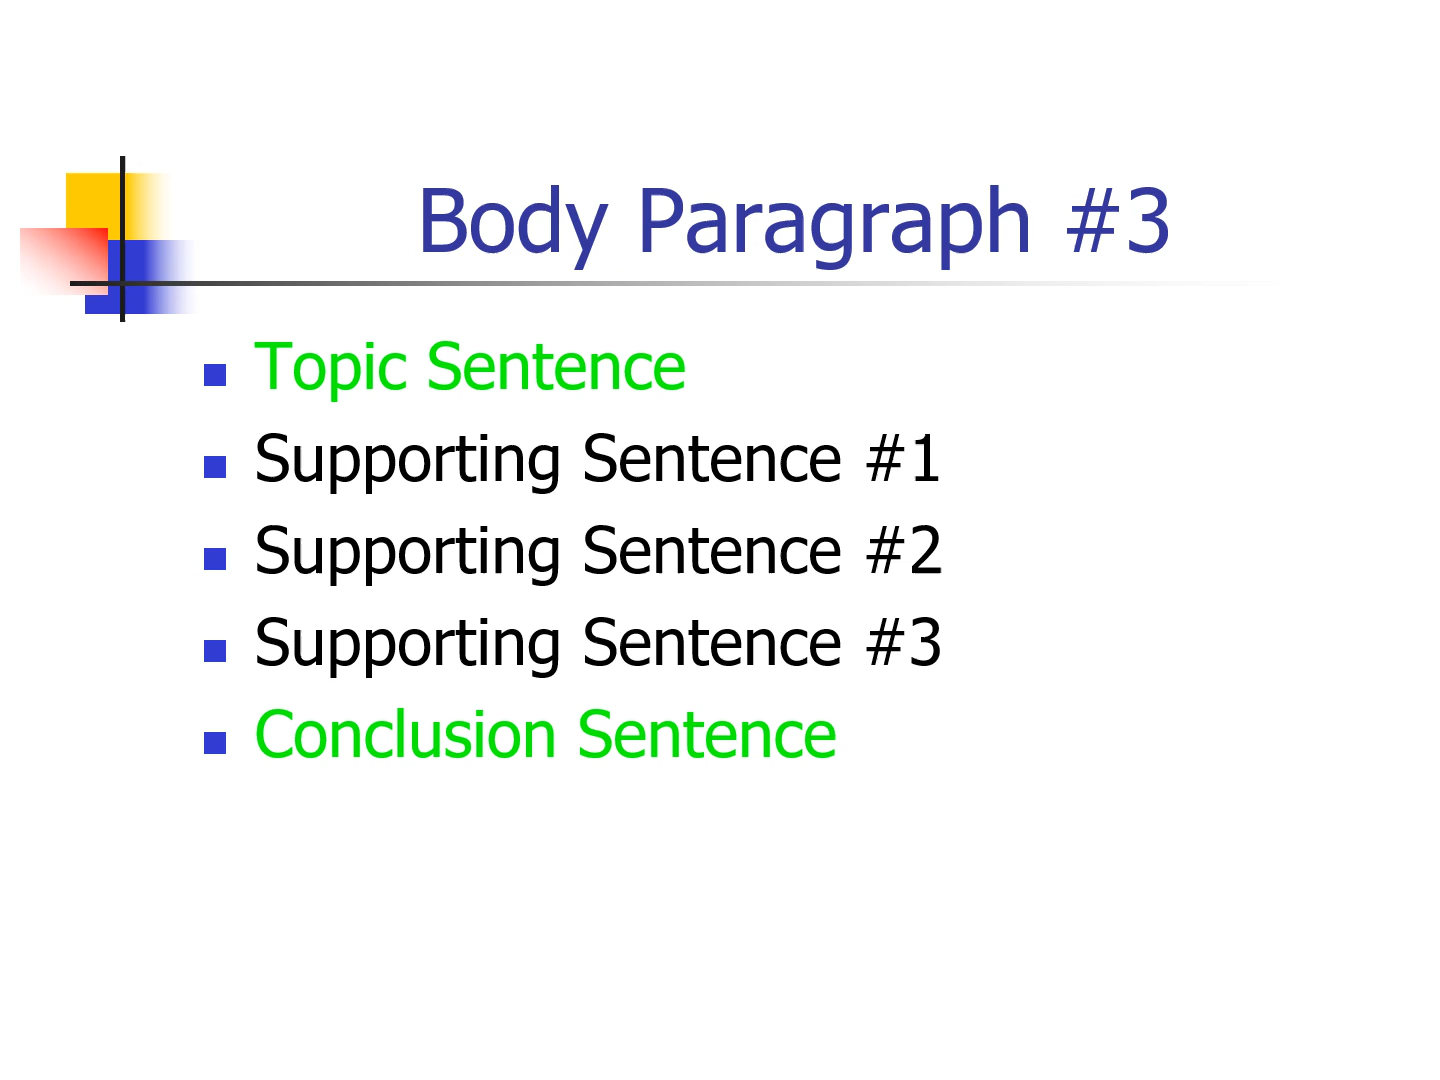 Body Paragraph #3
Topic Sentence
Supporting Sentence #1
Supporting Sentence #2
Supporting Sentence #3
Conclusion Sentence